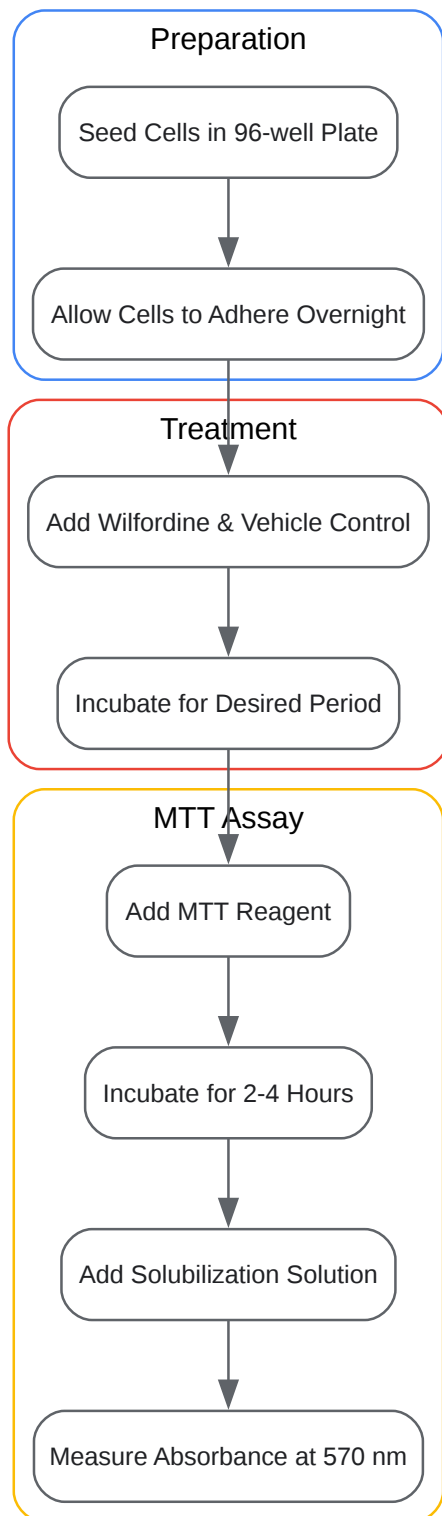 Preparation
Seed Cells in 96-well Plate
Allow Cells to Adhere Overnight
Treatment
Add Wilfordine & Vehicle Control
Incubate for Desired Period
MTT Assay
Add MTT Reagent
Incubate for 2-4 Hours
Add Solubilization Solution
Measure Absorbance at 570 nm